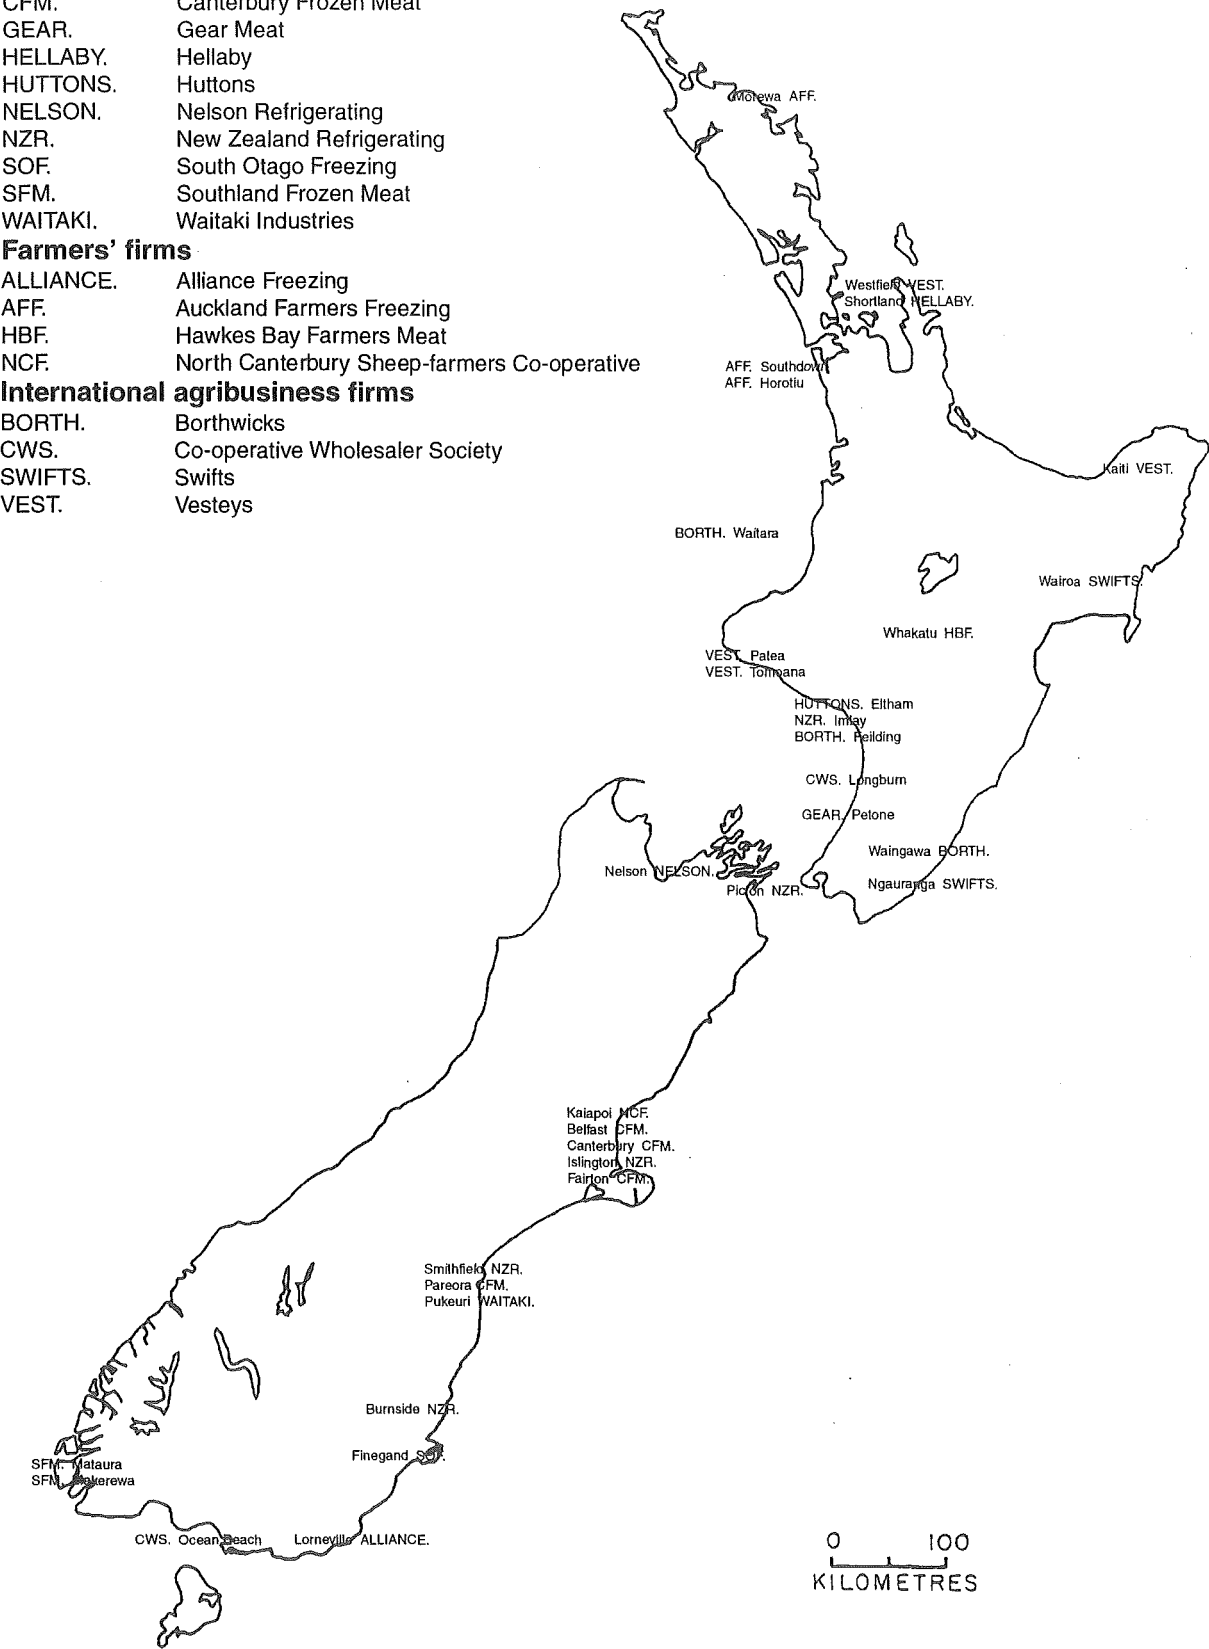 CFM. Canterbury Frozen Meat
GEAR. Gear Meat
HELLABY. Hellaby
HUTTONS. Huttons
NELSON. Nelson Refrigerating
NZR. New Zealand Refrigerating
SOF. South Otago Freezing
SFM. Southland Frozen Meat
WAITAKI. Waitaki Industries
Farmers' firms
ALLIANCE. Alliance Freezing
AFF. Auckland Farmers Freezing
HBF. Hawkes Bay Farmers Meat
NCF. North Canterbury Sheep-farmers Co-operative
International agribusiness firms
BORTH. Borthwicks
CWS. Co-operative Wholesaler Society
SWIFTS. Swifts
VEST. Vesteys
Morewa AFF.
Westfield VEST.
Shortland HELLABY.
AFF. Southdown
AFF. Horotiu
Kaiti VEST.
BORTH. Waitara
Wairoa SWIFTS.
Whakatu HBF.
VEST. Patea
VEST. Tomoana
HUTTONS. Eltham
NZR. Imlay
BORTH. Feilding
CWS. Longburn
GEAR. Petone
Waingawa BORTH.
Nelson NELSON.
Ngauranga SWIFTS.
Picton NZR.
Kaiapoi NCF.
Belfast CFM.
Canterbury CFM.
Islington NZR.
Fairton CFM.
Smithfield NZR.
Pareora CFM.
Pukeuri WAITAKI.
Burnside NZR.
Finegand SOF.
SFM. Mataura
SFM. Makerewa
CWS. Ocean Beach Lorneville ALLIANCE.
0 100
KILOMETRES